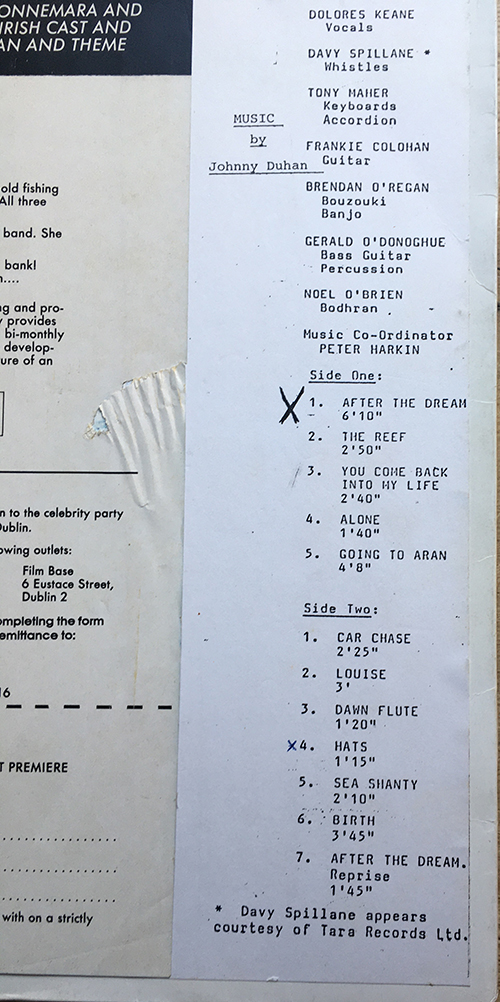 ONNEMARA AND
IRISH CAST AND
AN AND THEME
old fishing
All three
band. She
bank!
n....
ng and pro-
y provides
bi-monthly
develop-
ure of an
n to the celebrity party
Dublin.
owing outlets:
Film Base
6 Eustace Street,
Dublin 2
ompleting the form
emittance to:
16
T PREMIERE
with on a strictly
DOLORES KEANE
Vocals
DAVY SPILLANE *
Whistles
TONY MAHER
Keyboards
Accordion
MUSIC
by
Johnny Duhan
FRANKIE COLOHAN
Guitar
BRENDAN O'REGAN
Bouzouki
Banjo
GERALD O'DONOGHUE
Bass Guitar
Percussion
NOEL O'BRIEN
Bodhran
Music Co-Ordinator
PETER HARKIN
Side One:
X 1. AFTER THE DREAM
6'10"
2. THE REEF
2'50"
3. YOU COME BACK
INTO MY LIFE
2'40"
4. ALONE
1'40"
5. GOING TO ARAN
4'8"
Side Two:
1. CAR CHASE
2'25"
2. LOUISE
3'
3. DAWN FLUTE
1'20"
x4. HATS
1'15"
5. SEA SHANTY
2'10"
6. BIRTH
3'45"
7. AFTER THE DREAM.
Reprise
1'45"
* Davy Spillane appears
courtesy of Tara Records Ltd.